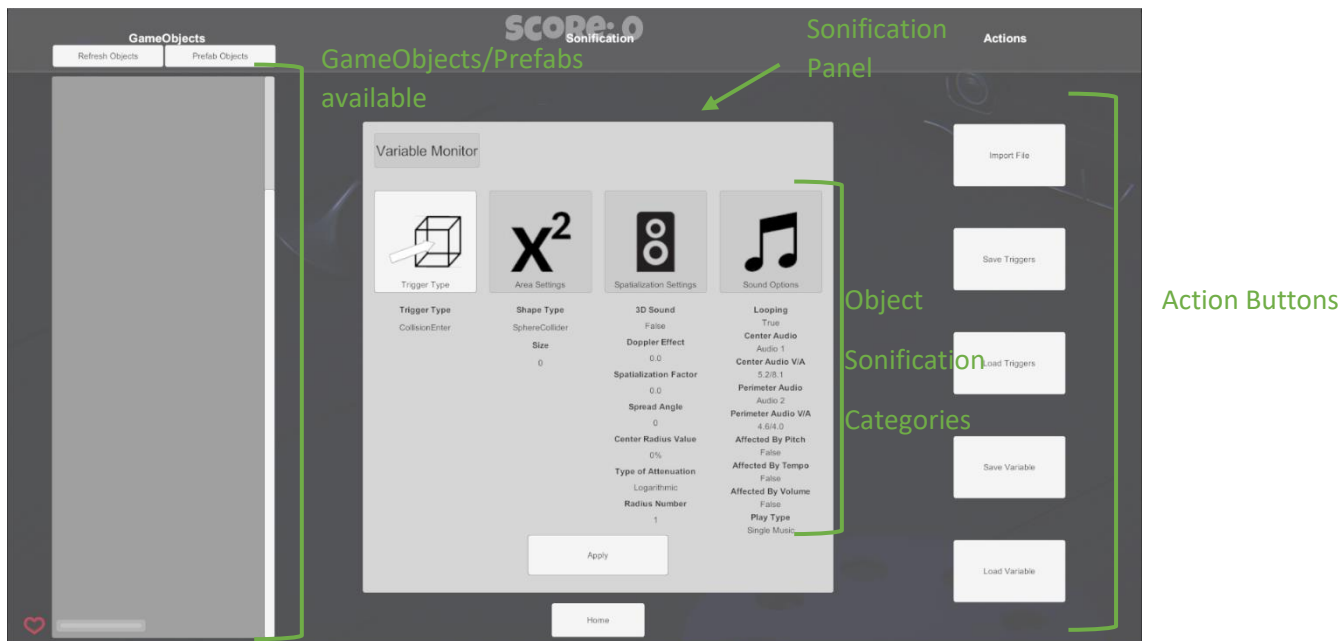 SCORE: 0
GameObjects
Sonification
Actions
Refresh Objects
Prefab Objects
GameObjects/Prefabs
available
Sonification
Panel
Variable Monitor
Import File
Trigger Type
Area Settings
Spatialization Settings
Sound Options
Save Triggers
Trigger Type
CollisionEnter
Shape Type
SphereCollider
Size
0
3D Sound
False
Doppler Effect
0.0
Spatialization Factor
0.0
Spread Angle
0
Center Radius Value
0%
Type of Attenuation
Logarithmic
Radius Number
1
Looping
True
Center Audio
Audio 1
Center Audio V/A
5.2/8.1
Perimeter Audio
Audio 2
Perimeter Audio V/A
4.6/4.0
Affected By Pitch
False
Affected By Tempo
False
Affected By Volume
False
Play Type
Single Music
Object
Sonification
Categories
Action Buttons
Load Triggers
Save Variable
Load Variable
Apply
Home
X²